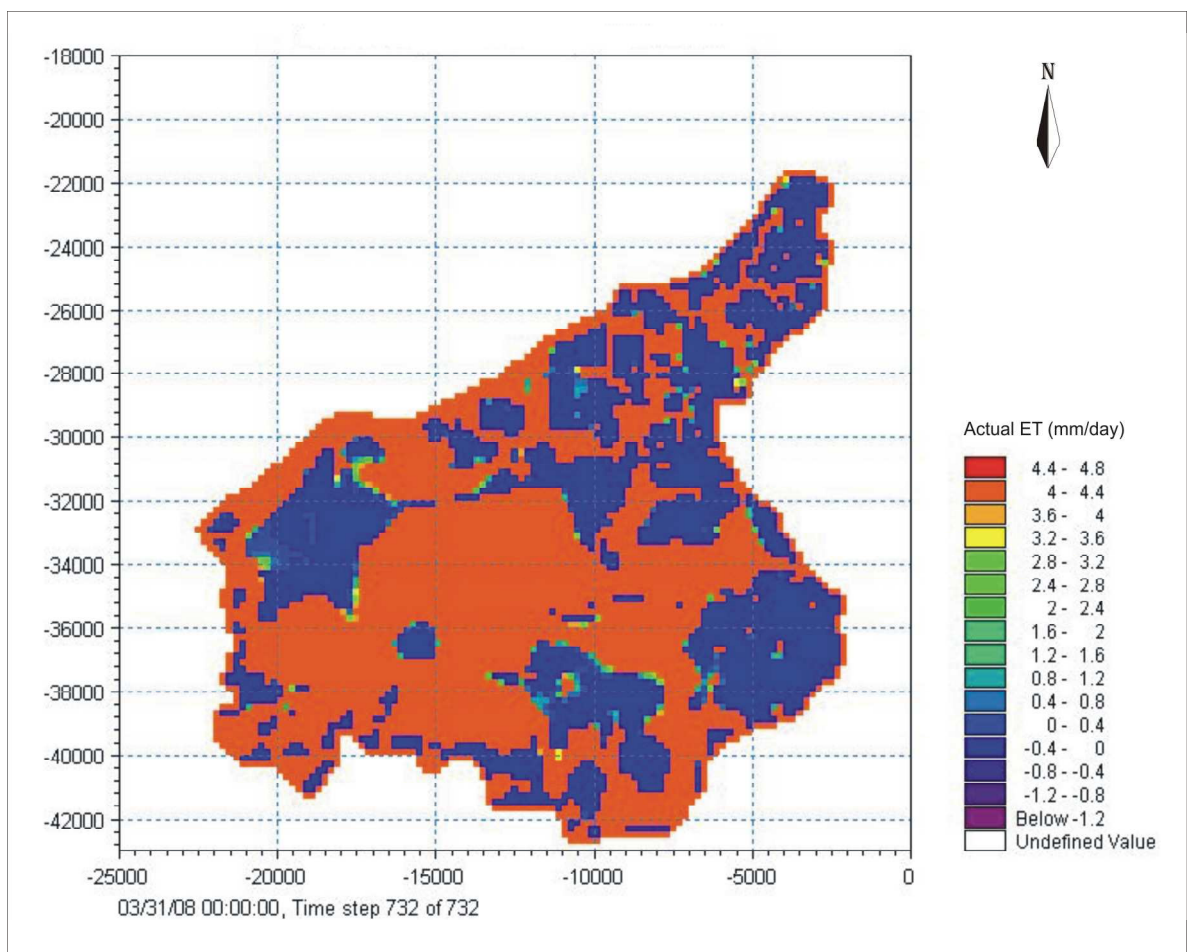 N
-18000
-20000
-22000
-24000
-26000
-28000
-30000
-32000
-34000
-36000
-38000
-40000
-42000
-25000 -20000 -15000 -10000 -5000 0
03/31/08 00:00:00, Time step 732 of 732
Actual ET (mm/day)
4.4 - 4.8
4 - 4.4
3.6 - 4
3.2 - 3.6
2.8 - 3.2
2.4 - 2.8
2 - 2.4
1.6 - 2
1.2 - 1.6
0.8 - 1.2
0.4 - 0.8
0 - 0.4
-0.4 - 0
-0.8 - -0.4
-1.2 - -0.8
Below -1.2
Undefined Value